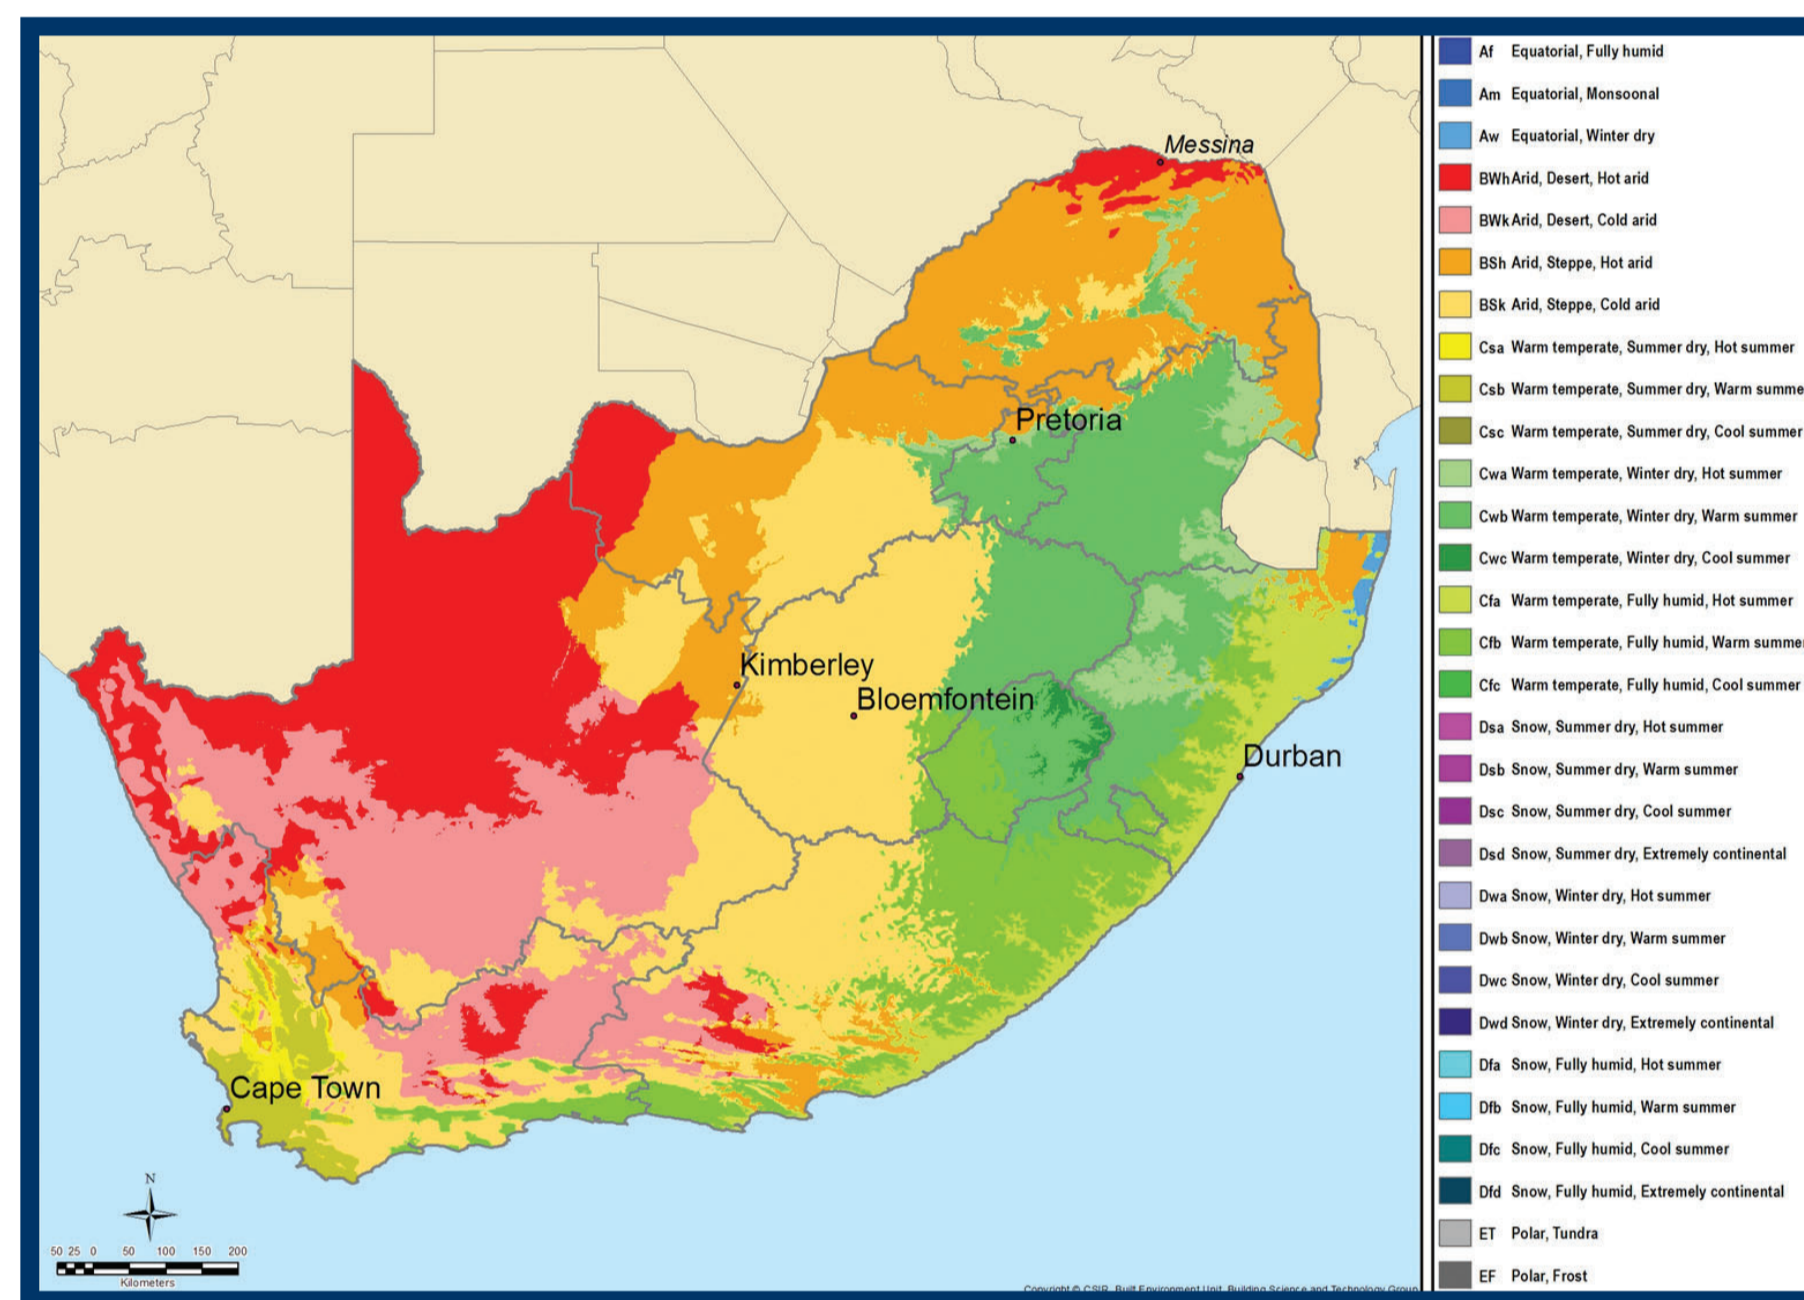 Messina
Pretoria
Kimberley
Bloemfontein
Durban
Cape Town
N
50 25 0 50 100 150 200
Kilometers
Copyright © CSIR, Built Environment Unit, Building Science and Technology Group
Af Equatorial, Fully humid
Am Equatorial, Monsoonal
Aw Equatorial, Winter dry
BWh Arid, Desert, Hot arid
BWk Arid, Desert, Cold arid
BSh Arid, Steppe, Hot arid
BSk Arid, Steppe, Cold arid
Csa Warm temperate, Summer dry, Hot summer
Csb Warm temperate, Summer dry, Warm summe
Csc Warm temperate, Summer dry, Cool summer
Cwa Warm temperate, Winter dry, Hot summer
Cwb Warm temperate, Winter dry, Warm summer
Cwc Warm temperate, Winter dry, Cool summer
Cfa Warm temperate, Fully humid, Hot summer
Cfb Warm temperate, Fully humid, Warm summer
Cfc Warm temperate, Fully humid, Cool summer
Dsa Snow, Summer dry, Hot summer
Dsb Snow, Summer dry, Warm summer
Dsc Snow, Summer dry, Cool summer
Dsd Snow, Summer dry, Extremely continental
Dwa Snow, Winter dry, Hot summer
Dwb Snow, Winter dry, Warm summer
Dwc Snow, Winter dry, Cool summer
Dwd Snow, Winter dry, Extremely continental
Dfa Snow, Fully humid, Hot summer
Dfb Snow, Fully humid, Warm summer
Dfc Snow, Fully humid, Cool summer
Dfd Snow, Fully humid, Extremely continental
ET Polar, Tundra
EF Polar, Frost